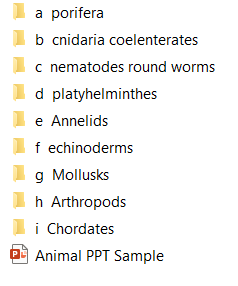 a porifera
b cnidaria coelenterates
c nematodes round worms
d platyhelminthes
e Annelids
f echinoderms
g Mollusks
h Arthropods
i Chordates
Animal PPT Sample